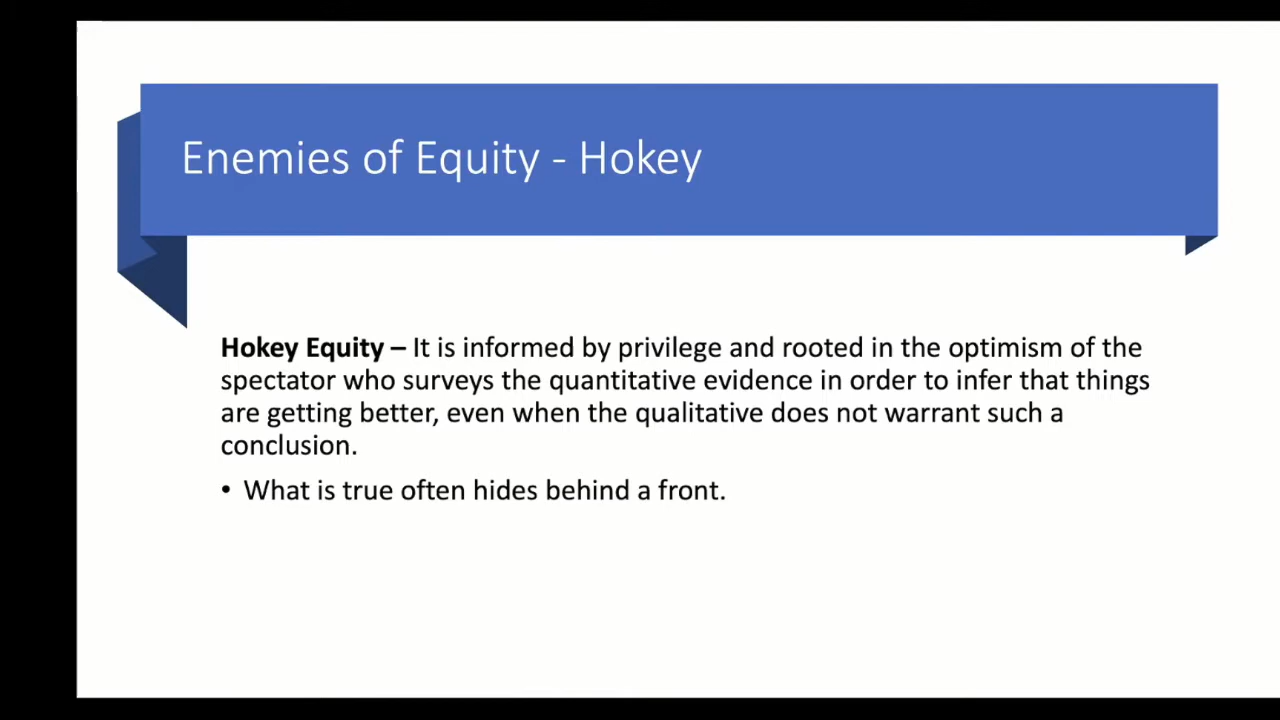 Enemies of Equity - Hokey
Hokey Equity – It is informed by privilege and rooted in the optimism of the
spectator who surveys the quantitative evidence in order to infer that things
are getting better, even when the qualitative does not warrant such a
conclusion.
• What is true often hides behind a front.